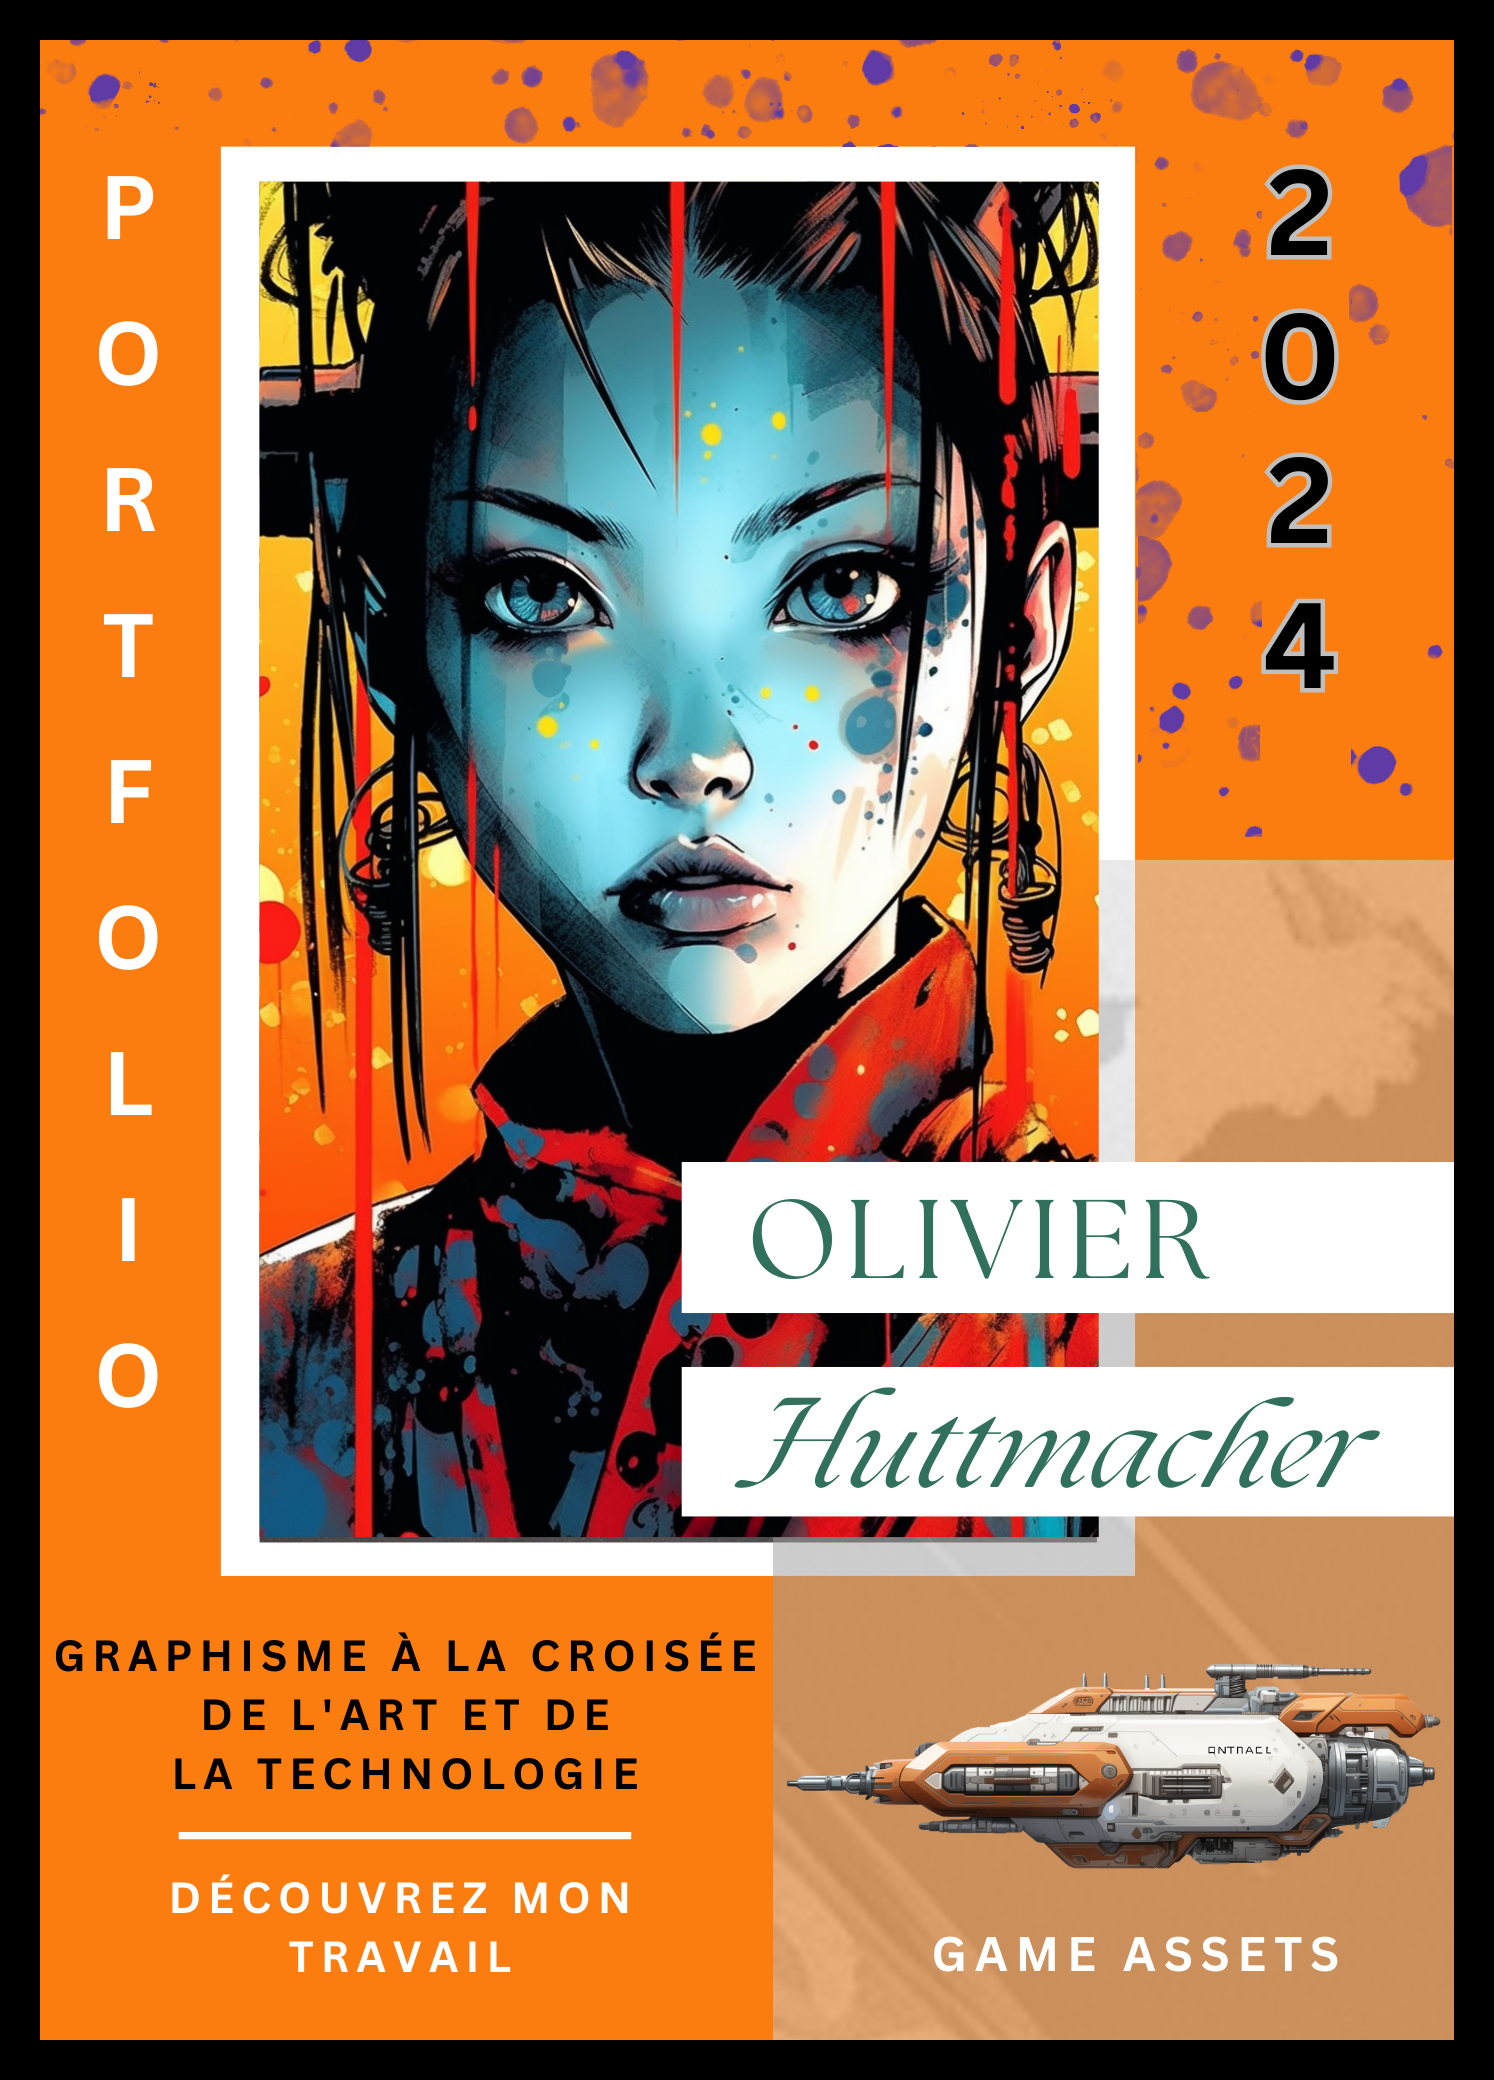 PORTFOLIO
2024
OLIVIER
Huttmacher
GRAPHISME À LA CROISÉE
DE L'ART ET DE
LA TECHNOLOGIE
DÉCOUVREZ MON
TRAVAIL
GAME ASSETS